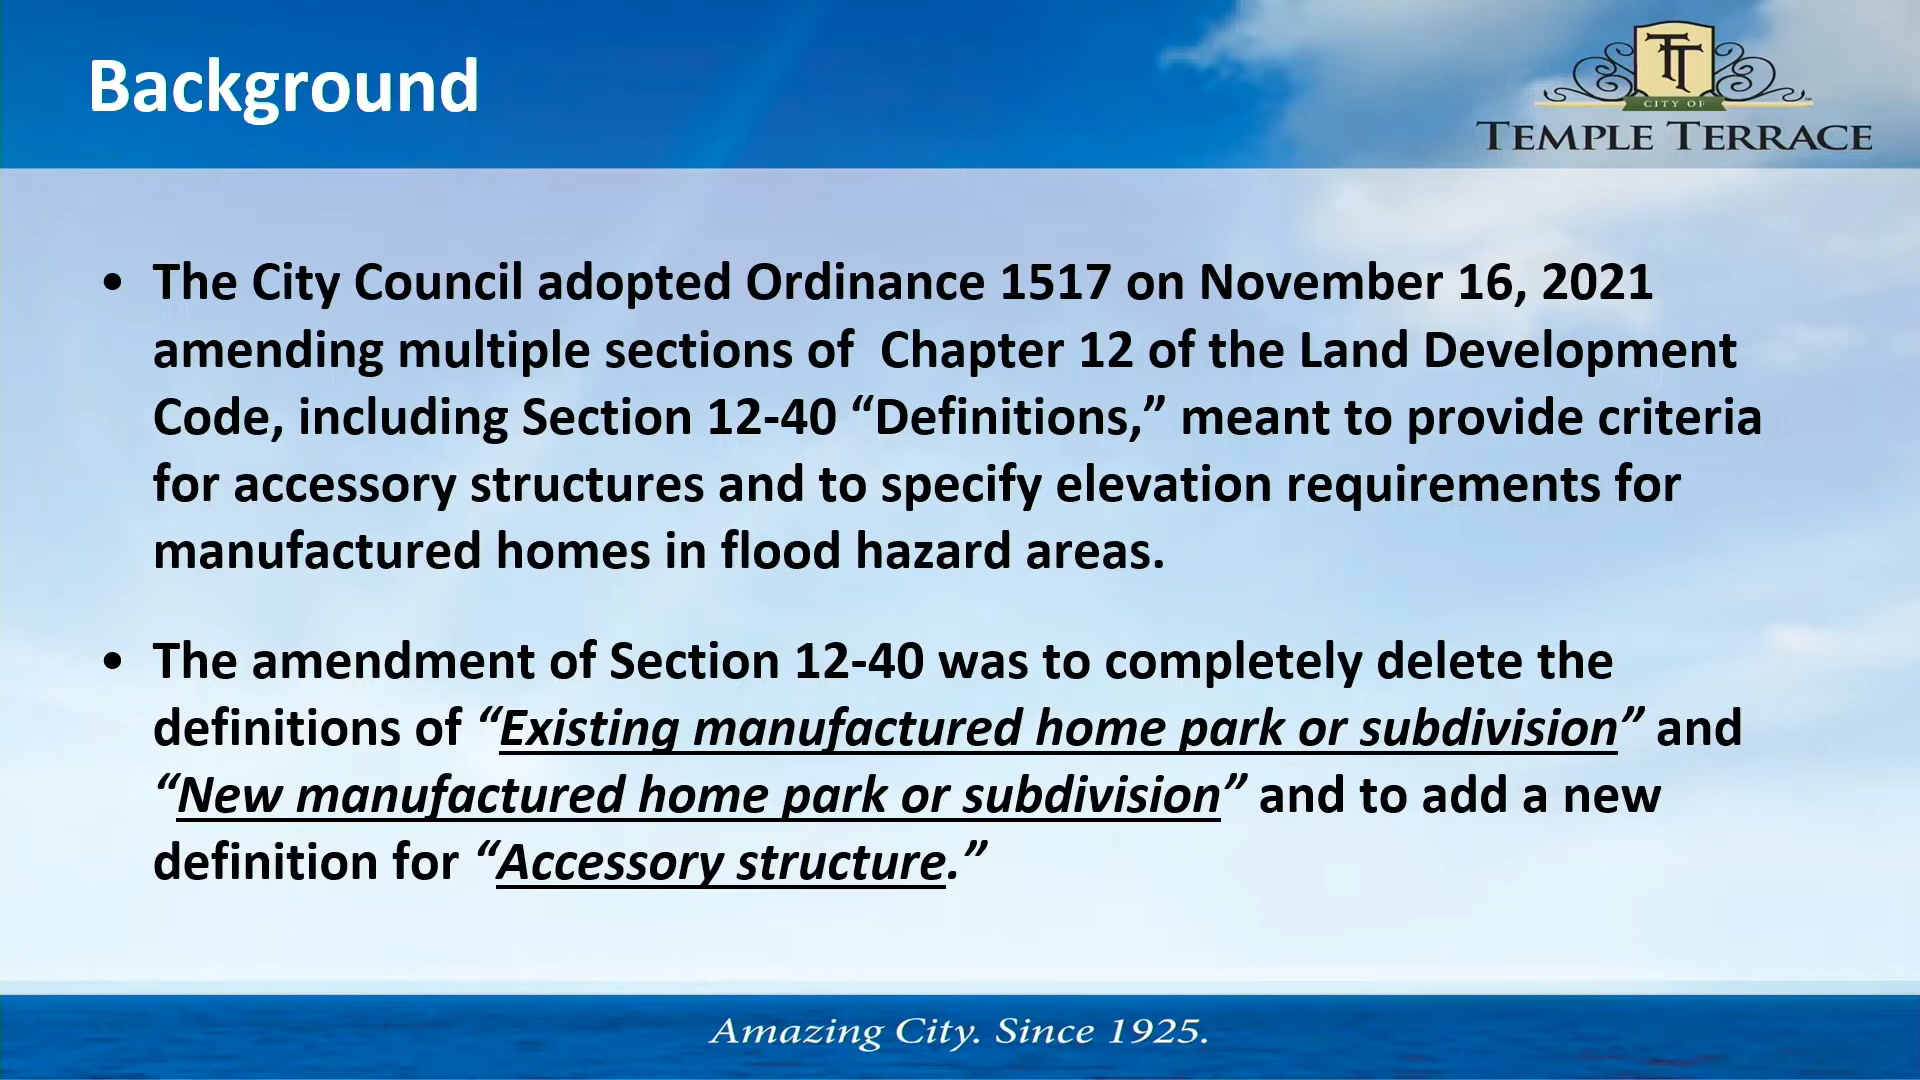 Background
TT
CITY OF
TEMPLE TERRACE
• The City Council adopted Ordinance 1517 on November 16, 2021
amending multiple sections of  Chapter 12 of the Land Development
Code, including Section 12-40 “Definitions,” meant to provide criteria
for accessory structures and to specify elevation requirements for
manufactured homes in flood hazard areas.
• The amendment of Section 12-40 was to completely delete the
definitions of “Existing manufactured home park or subdivision” and
“New manufactured home park or subdivision” and to add a new
definition for “Accessory structure.”
Amazing City. Since 1925.